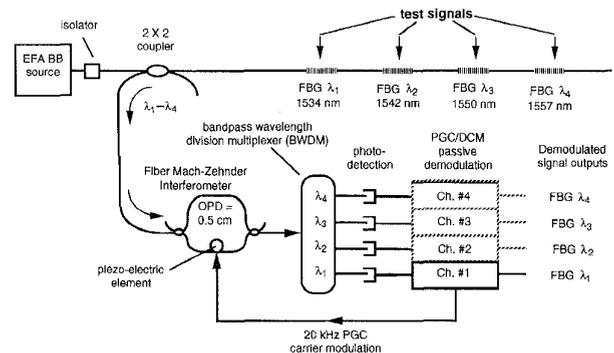 test signals
isolator
2 X 2
coupler
EFA BB
source
FBG λ1
1534 nm
FBG λ2
1542 nm
FBG λ3
1550 nm
FBG λ4
1557 nm
λ1–λ4
bandpass wavelength
division multiplexer (BWDM)
photo-
detection
PGC/DCM
passive
demodulation
Demodulated
signal outputs
Fiber Mach-Zehnder
Interferometer
OPD =
0.5 cm
piezo-electric
element
λ4
Ch. #4
FBG λ4
λ3
Ch. #3
FBG λ3
λ2
Ch. #2
FBG λ2
λ1
Ch. #1
FBG λ1
20 kHz PGC
carrier modulation